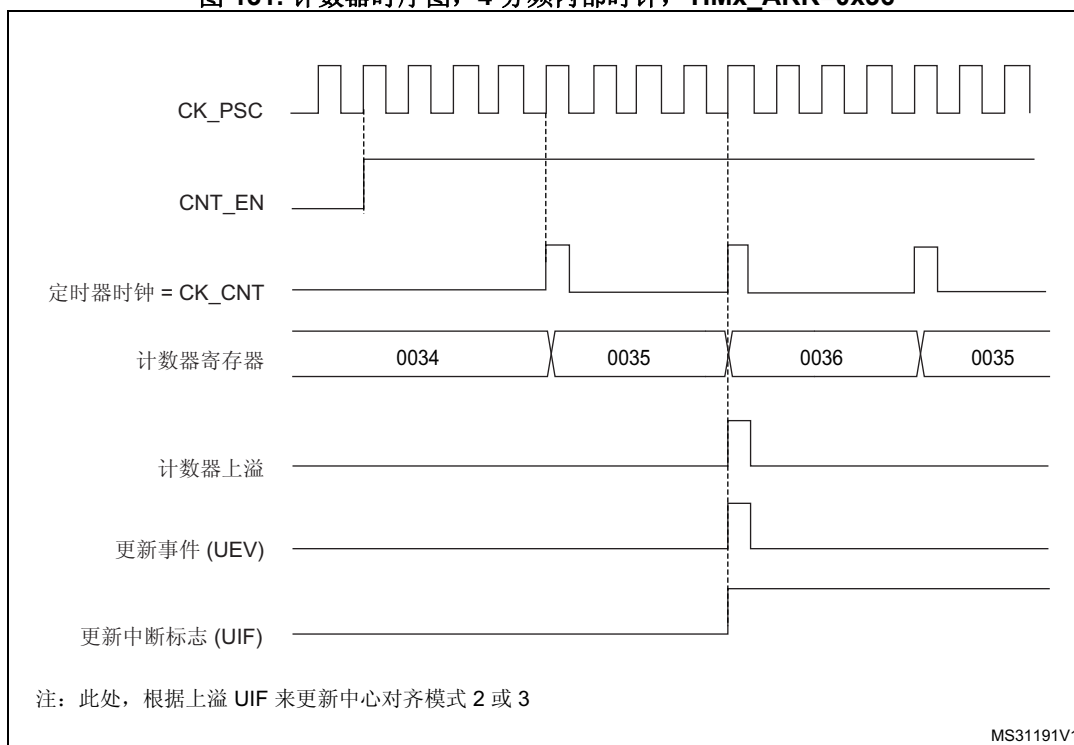 CK_PSC
CNT_EN
定时器时钟 = CK_CNT
计数器寄存器 0034 0035 0036 0035
计数器上溢
更新事件 (UEV)
更新中断标志 (UIF)
注：此处，根据上溢 UIF 来更新中心对齐模式 2 或 3
MS31191V1